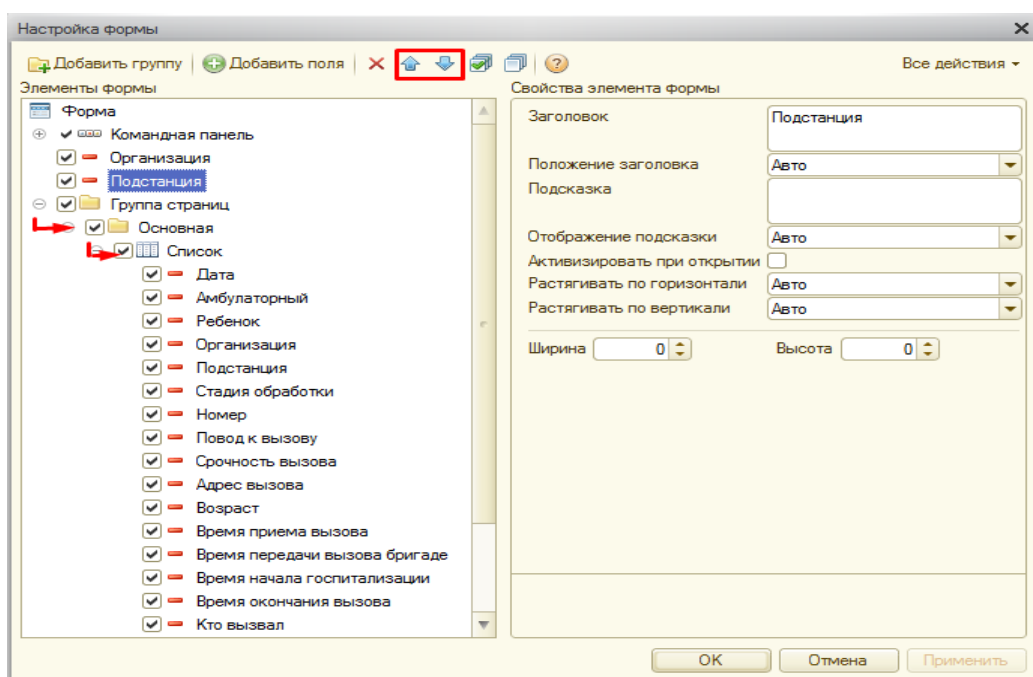 Настройка формы
Добавить группу Добавить поля Все действия
Элементы формы Свойства элемента формы
Форма
Командная панель
Организация
Подстанция
Группа страниц
Основная
Список
Дата
Амбулаторный
Ребенок
Организация
Подстанция
Стадия обработки
Номер
Повод к вызову
Срочность вызова
Адрес вызова
Возраст
Время приема вызова
Время передачи вызова бригаде
Время начала госпитализации
Время окончания вызова
Кто вызвал
Заголовок Подстанция
Положение заголовка Авто
Подсказка
Отображение подсказки Авто
Активизировать при открытии
Растягивать по горизонтали Авто
Растягивать по вертикали Авто
Ширина 0 Высота 0
ОК Отмена Применить